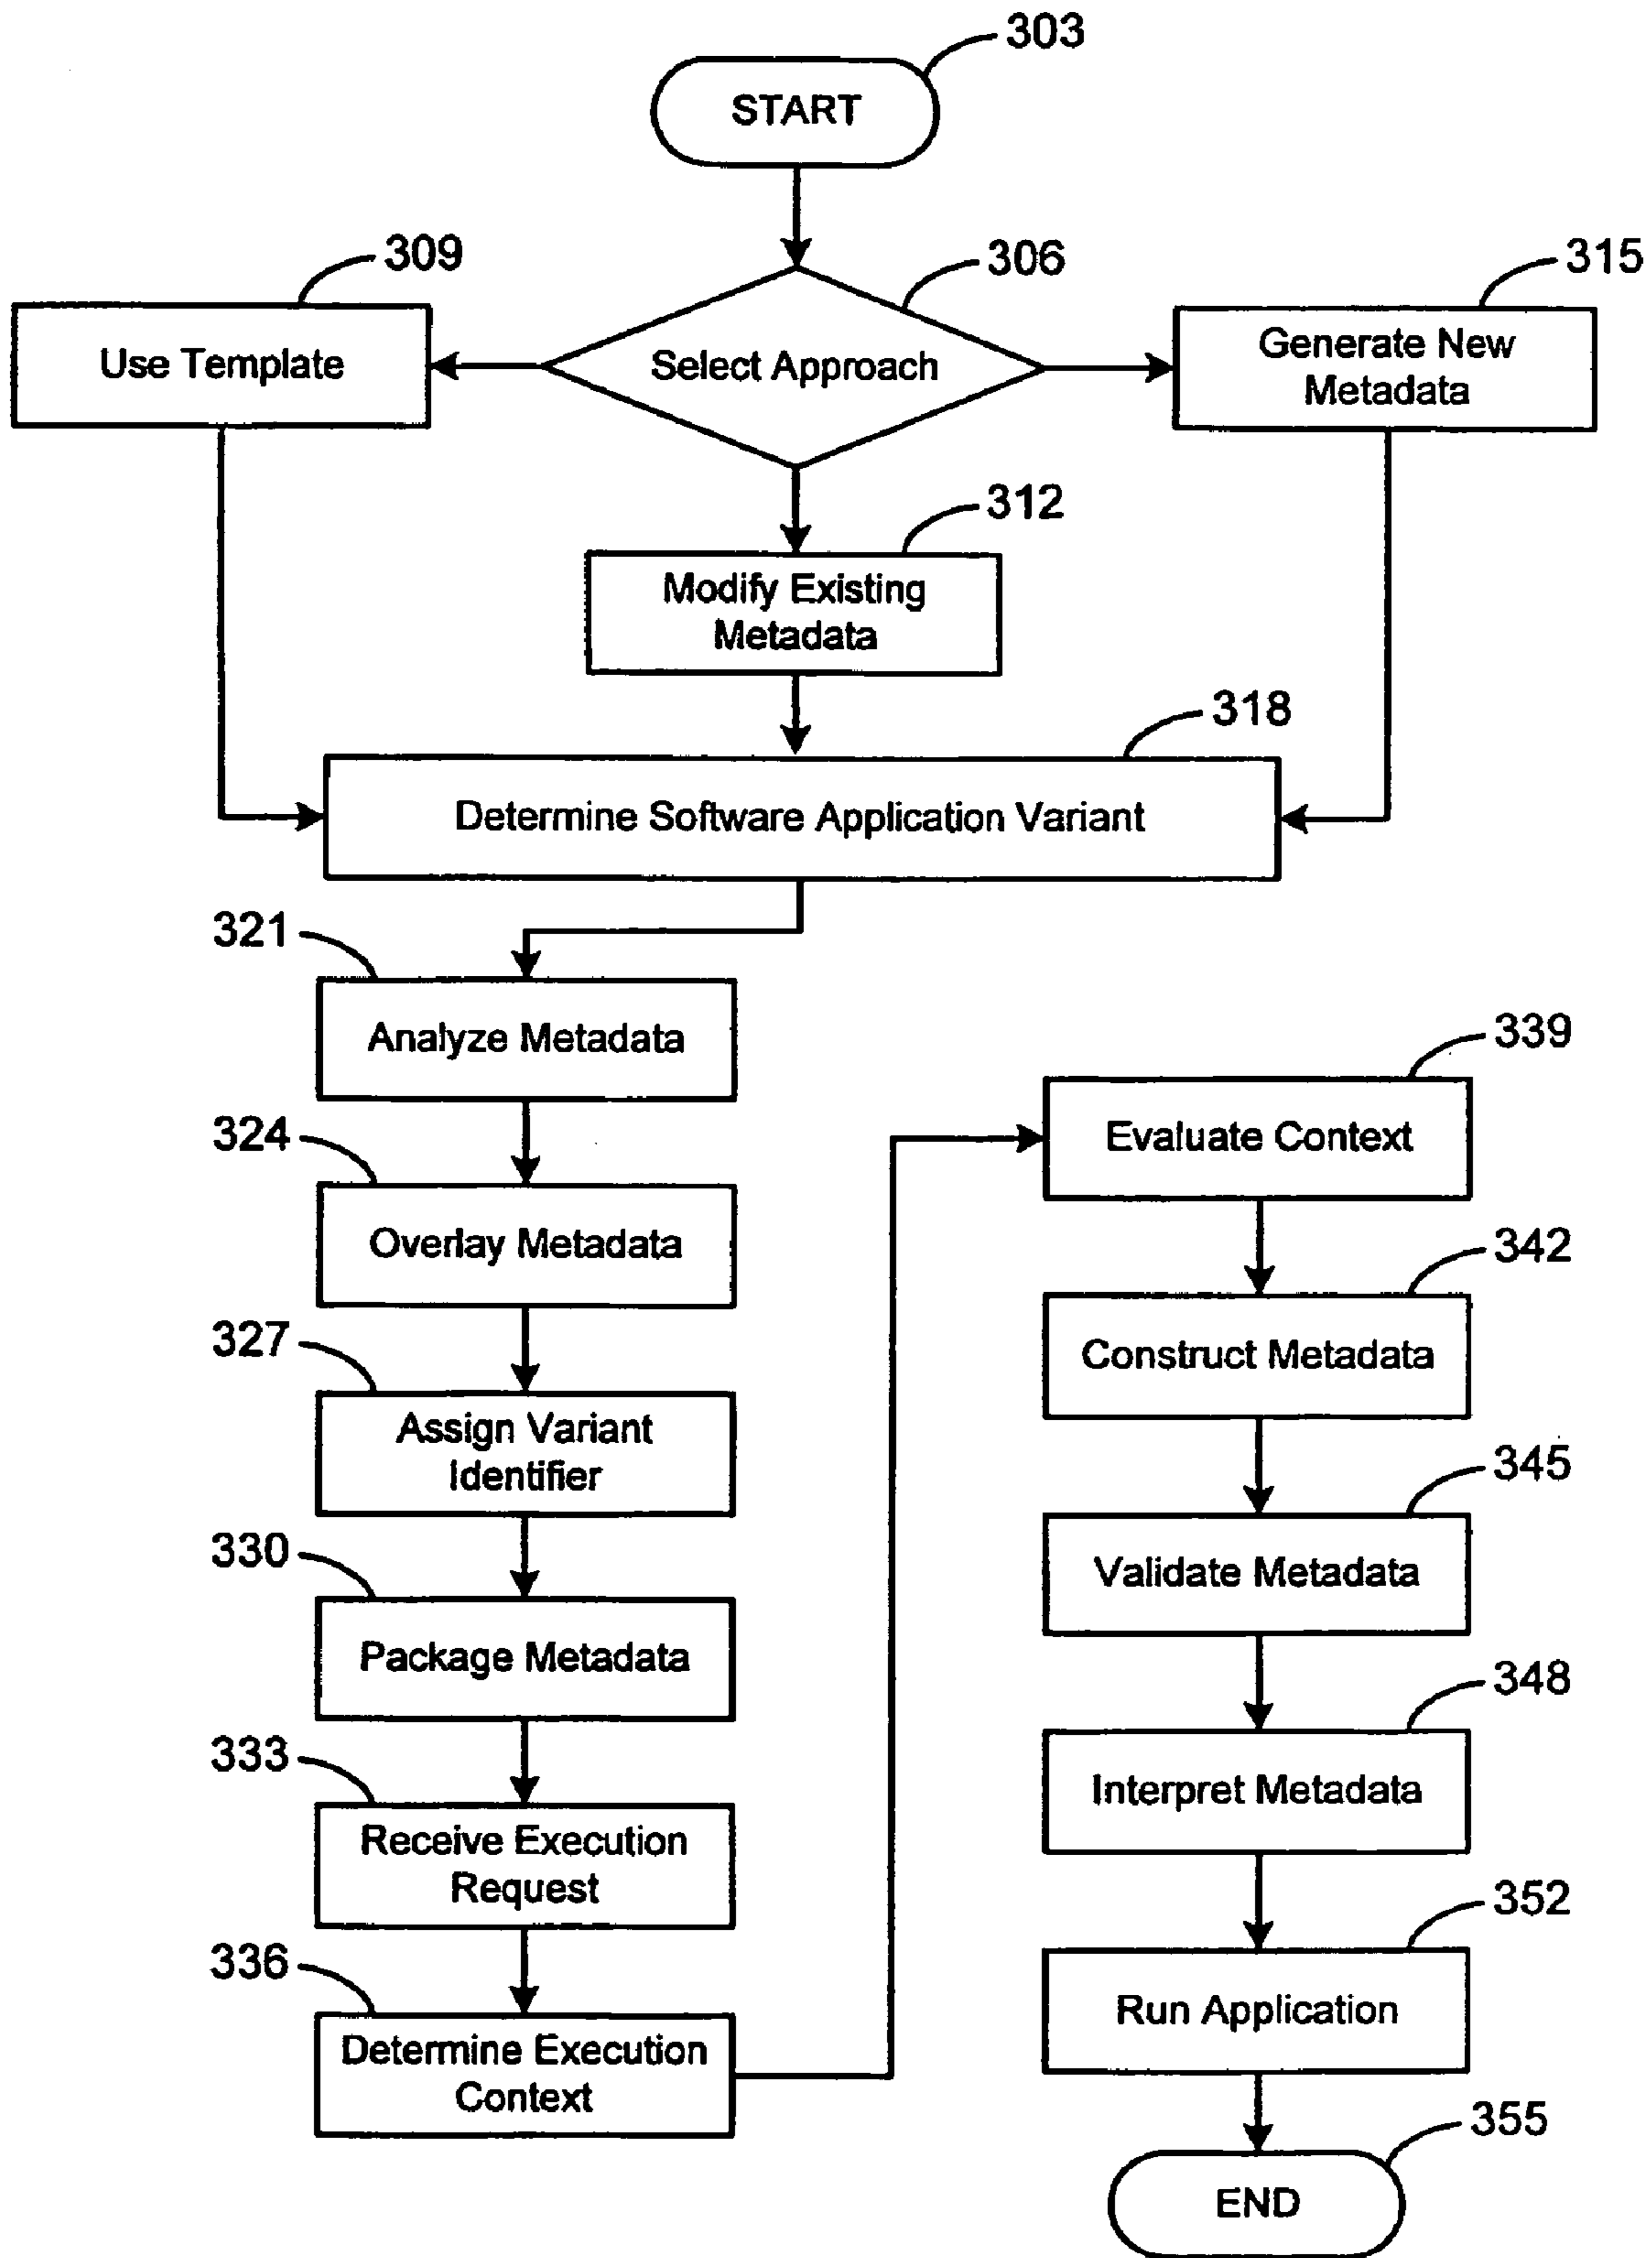 303
START
309
306
315
Use Template
Select Approach
Generate New
Metadata
312
Modify Existing
Metadata
318
Determine Software Application Variant
321
Analyze Metadata
324
Overlay Metadata
327
Assign Variant
Identifier
330
Package Metadata
333
Receive Execution
Request
336
Determine Execution
Context
339
Evaluate Context
342
Construct Metadata
345
Validate Metadata
348
Interpret Metadata
352
Run Application
355
END